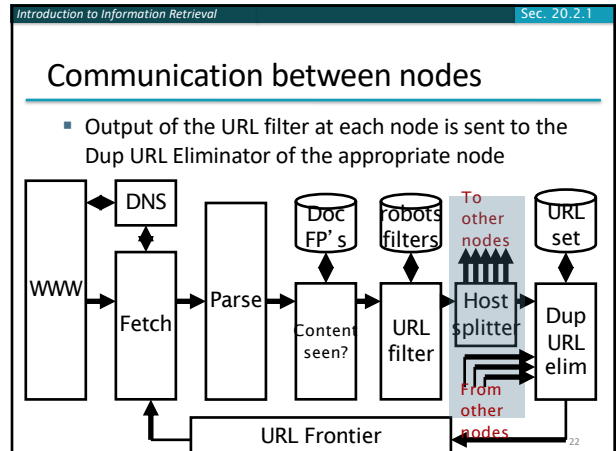 Introduction to Information Retrieval
Sec. 20.2.1
Communication between nodes
▪ Output of the URL filter at each node is sent to the
Dup URL Eliminator of the appropriate node
WWW
DNS
Fetch
Parse
Doc
FP's
Content
seen?
robots
filters
URL
filter
To
other
nodes
Host
splitter
From
other
nodes
URL
set
Dup
URL
elim
URL Frontier
22